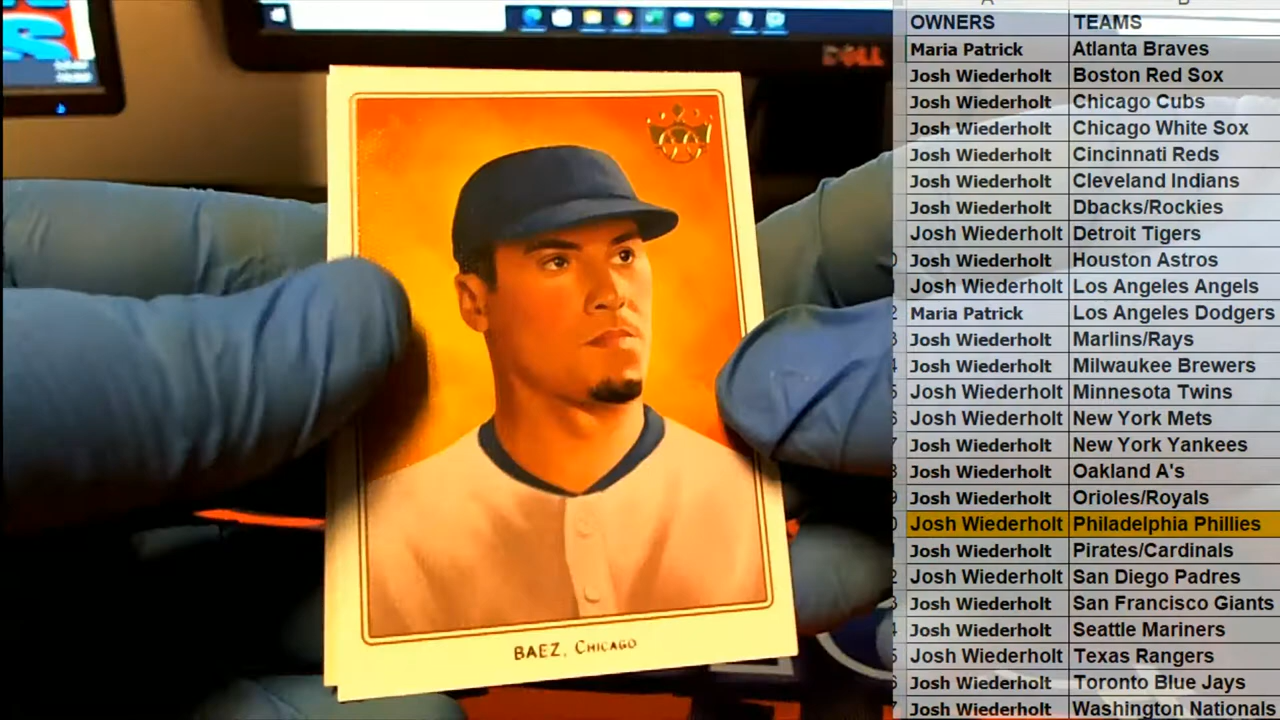 DELL
BAEZ, CHICAGO
OWNERS TEAMS
Maria Patrick Atlanta Braves
Josh Wiederholt Boston Red Sox
Josh Wiederholt Chicago Cubs
Josh Wiederholt Chicago White Sox
Josh Wiederholt Cincinnati Reds
Josh Wiederholt Cleveland Indians
Josh Wiederholt Dbacks/Rockies
Josh Wiederholt Detroit Tigers
Josh Wiederholt Houston Astros
Josh Wiederholt Los Angeles Angels
Maria Patrick Los Angeles Dodgers
Josh Wiederholt Marlins/Rays
Josh Wiederholt Milwaukee Brewers
Josh Wiederholt Minnesota Twins
Josh Wiederholt New York Mets
Josh Wiederholt New York Yankees
Josh Wiederholt Oakland A's
Josh Wiederholt Orioles/Royals
Josh Wiederholt Philadelphia Phillies
Josh Wiederholt Pirates/Cardinals
Josh Wiederholt San Diego Padres
Josh Wiederholt San Francisco Giants
Josh Wiederholt Seattle Mariners
Josh Wiederholt Texas Rangers
Josh Wiederholt Toronto Blue Jays
Josh Wiederholt Washington Nationals